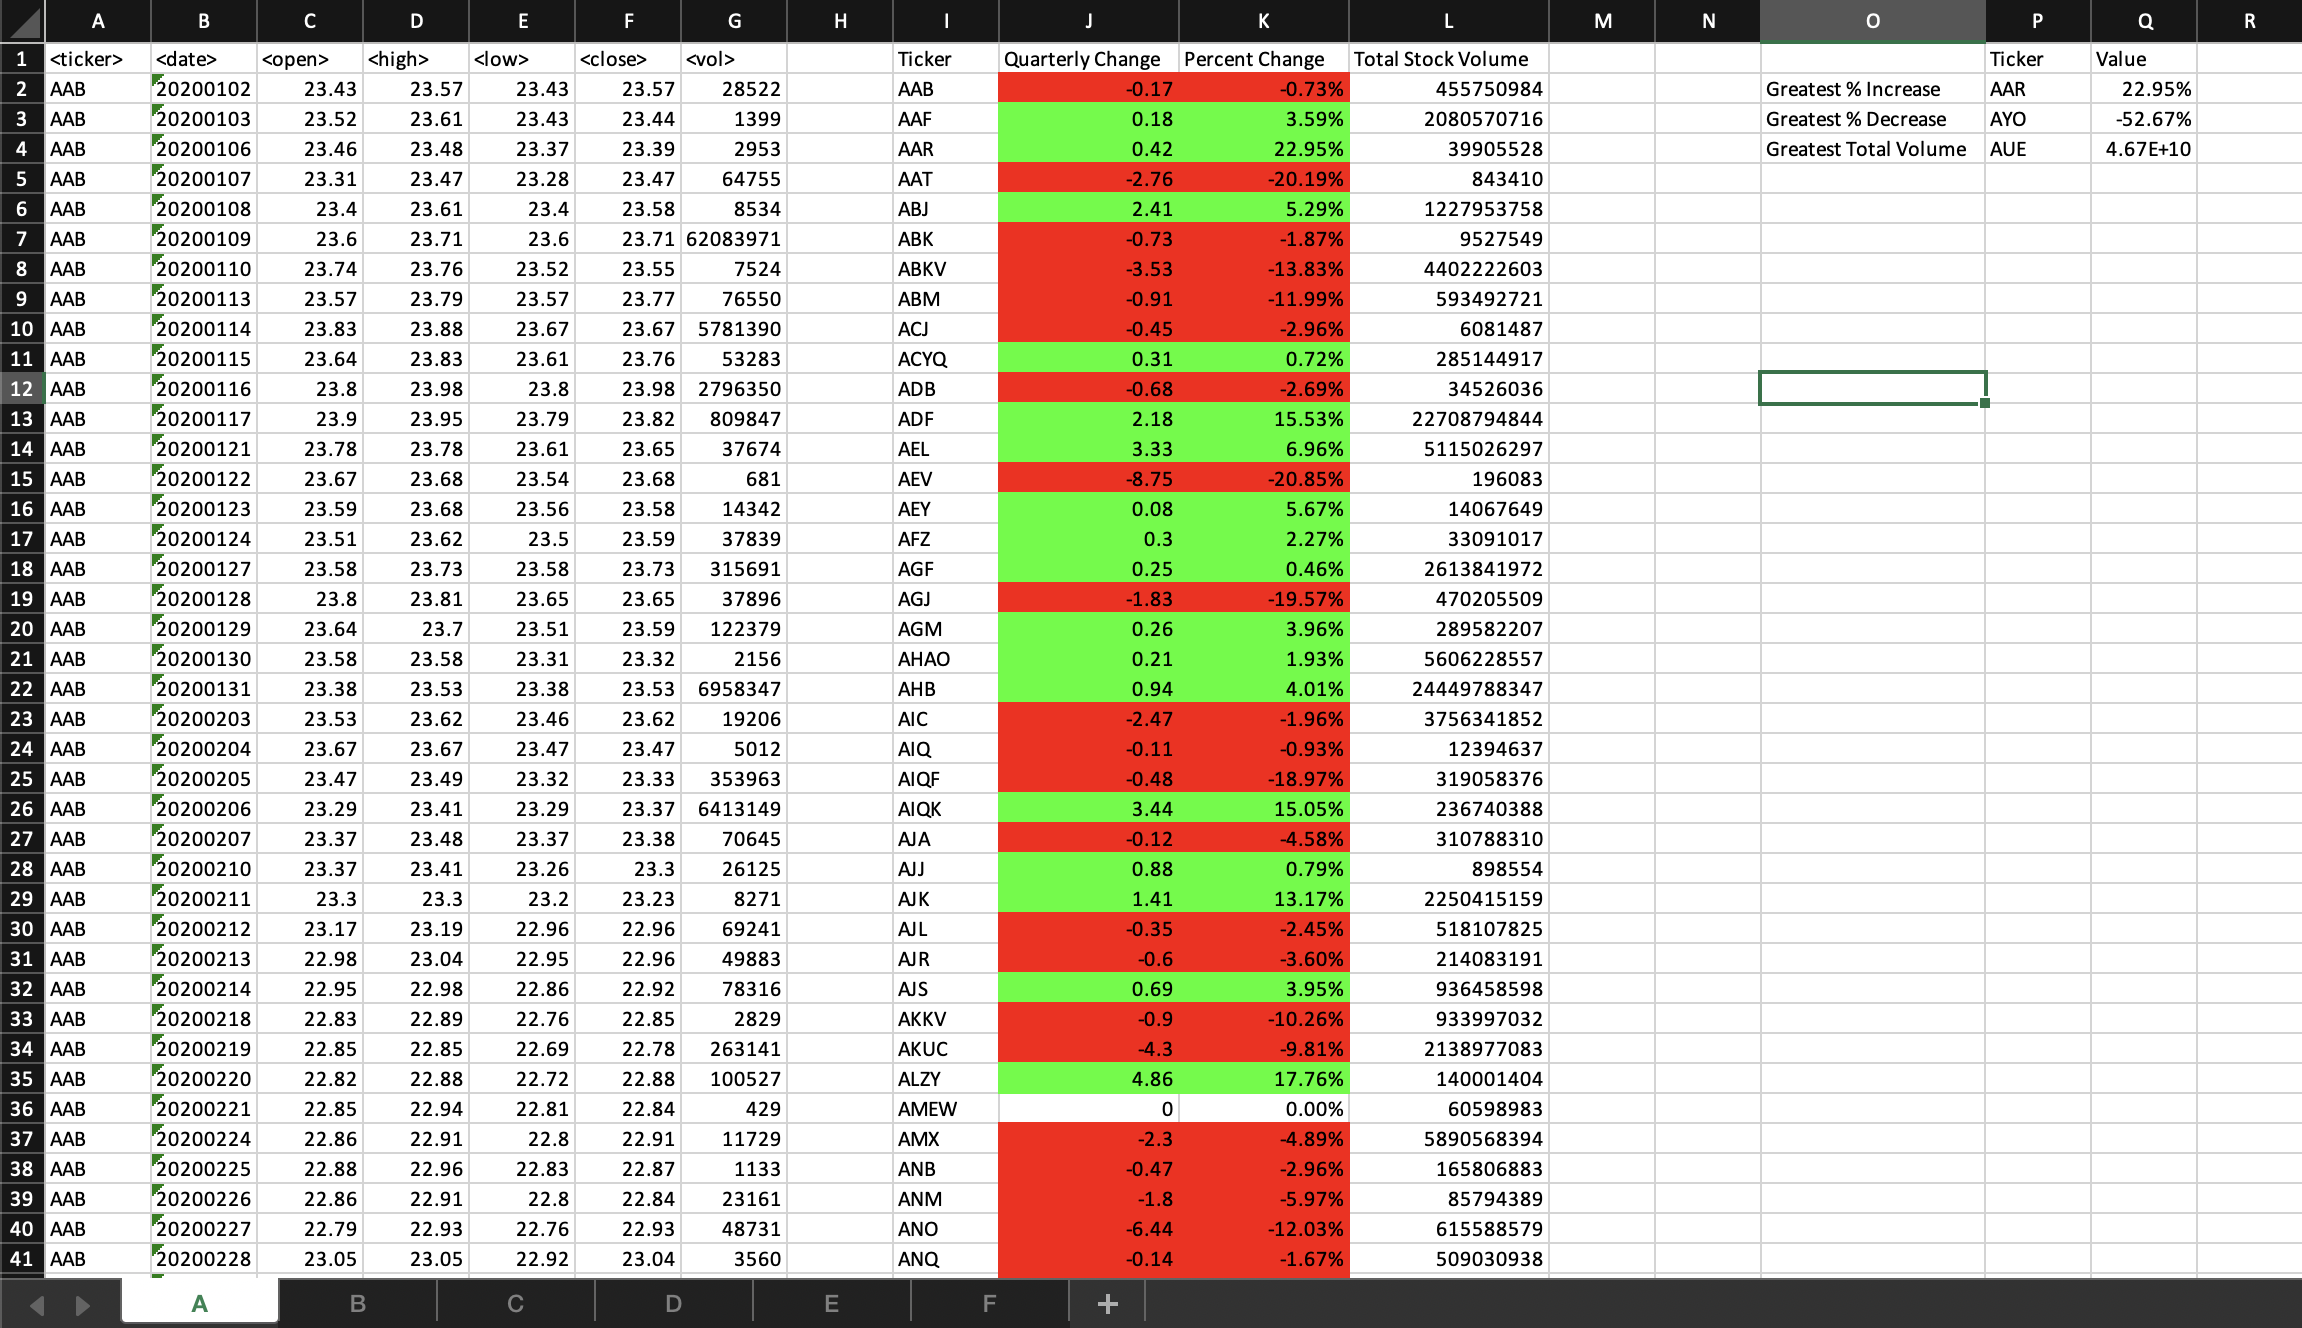 A B C D E F G H I J K L M N O P Q R
1 <ticker> <date> <open> <high> <low> <close> <vol> Ticker Quarterly Change Percent Change Total Stock Volume Ticker Value
2 AAB 20200102 23.43 23.57 23.43 23.57 28522 AAB -0.17 -0.73% 455750984 Greatest % Increase AAR 22.95%
3 AAB 20200103 23.52 23.61 23.43 23.44 1399 AAF 0.18 3.59% 2080570716 Greatest % Decrease AYO -52.67%
4 AAB 20200106 23.46 23.48 23.37 23.39 2953 AAR 0.42 22.95% 39905528 Greatest Total Volume AUE 4.67E+10
5 AAB 20200107 23.31 23.47 23.28 23.47 64755 AAT -2.76 -20.19% 843410
6 AAB 20200108 23.4 23.61 23.4 23.58 8534 ABJ 2.41 5.29% 1227953758
7 AAB 20200109 23.6 23.71 23.6 23.71 62083971 ABK -0.73 -1.87% 9527549
8 AAB 20200110 23.74 23.76 23.52 23.55 7524 ABKV -3.53 -13.83% 4402222603
9 AAB 20200113 23.57 23.79 23.57 23.77 76550 ABM -0.91 -11.99% 593492721
10 AAB 20200114 23.83 23.88 23.67 23.67 5781390 ACJ -0.45 -2.96% 6081487
11 AAB 20200115 23.64 23.83 23.61 23.76 53283 ACYQ 0.31 0.72% 285144917
12 AAB 20200116 23.8 23.98 23.8 23.98 2796350 ADB -0.68 -2.69% 34526036
13 AAB 20200117 23.9 23.95 23.79 23.82 809847 ADF 2.18 15.53% 22708794844
14 AAB 20200121 23.78 23.78 23.61 23.65 37674 AEL 3.33 6.96% 5115026297
15 AAB 20200122 23.67 23.68 23.54 23.68 681 AEV -8.75 -20.85% 196083
16 AAB 20200123 23.59 23.68 23.56 23.58 14342 AEY 0.08 5.67% 14067649
17 AAB 20200124 23.51 23.62 23.5 23.59 37839 AFZ 0.3 2.27% 33091017
18 AAB 20200127 23.58 23.73 23.58 23.73 315691 AGF 0.25 0.46% 2613841972
19 AAB 20200128 23.8 23.81 23.65 23.65 37896 AGJ -1.83 -19.57% 470205509
20 AAB 20200129 23.64 23.7 23.51 23.59 122379 AGM 0.26 3.96% 289582207
21 AAB 20200130 23.58 23.58 23.31 23.32 2156 AHAO 0.21 1.93% 5606228557
22 AAB 20200131 23.38 23.53 23.38 23.53 6958347 AHB 0.94 4.01% 24449788347
23 AAB 20200203 23.53 23.62 23.46 23.62 19206 AIC -2.47 -1.96% 3756341852
24 AAB 20200204 23.67 23.67 23.47 23.47 5012 AIQ -0.11 -0.93% 12394637
25 AAB 20200205 23.47 23.49 23.32 23.33 353963 AIQF -0.48 -18.97% 319058376
26 AAB 20200206 23.29 23.41 23.29 23.37 6413149 AIQK 3.44 15.05% 236740388
27 AAB 20200207 23.37 23.48 23.37 23.38 70645 AJA -0.12 -4.58% 310788310
28 AAB 20200210 23.37 23.41 23.26 23.3 26125 AJJ 0.88 0.79% 898554
29 AAB 20200211 23.3 23.3 23.2 23.23 8271 AJK 1.41 13.17% 2250415159
30 AAB 20200212 23.17 23.19 22.96 22.96 69241 AJL -0.35 -2.45% 518107825
31 AAB 20200213 22.98 23.04 22.95 22.96 49883 AJR -0.6 -3.60% 214083191
32 AAB 20200214 22.95 22.98 22.86 22.92 78316 AJS 0.69 3.95% 936458598
33 AAB 20200218 22.83 22.89 22.76 22.85 2829 AKKV -0.9 -10.26% 933997032
34 AAB 20200219 22.85 22.85 22.69 22.78 263141 AKUC -4.3 -9.81% 2138977083
35 AAB 20200220 22.82 22.88 22.72 22.88 100527 ALZY 4.86 17.76% 140001404
36 AAB 20200221 22.85 22.94 22.81 22.84 429 AMEW 0 0.00% 60598983
37 AAB 20200224 22.86 22.91 22.8 22.91 11729 AMX -2.3 -4.89% 5890568394
38 AAB 20200225 22.88 22.96 22.83 22.87 1133 ANB -0.47 -2.96% 165806883
39 AAB 20200226 22.86 22.91 22.8 22.84 23161 ANM -1.8 -5.97% 85794389
40 AAB 20200227 22.79 22.93 22.76 22.93 48731 ANO -6.44 -12.03% 615588579
41 AAB 20200228 23.05 23.05 22.92 23.04 3560 ANQ -0.14 -1.67% 509030938
A B C D E F +